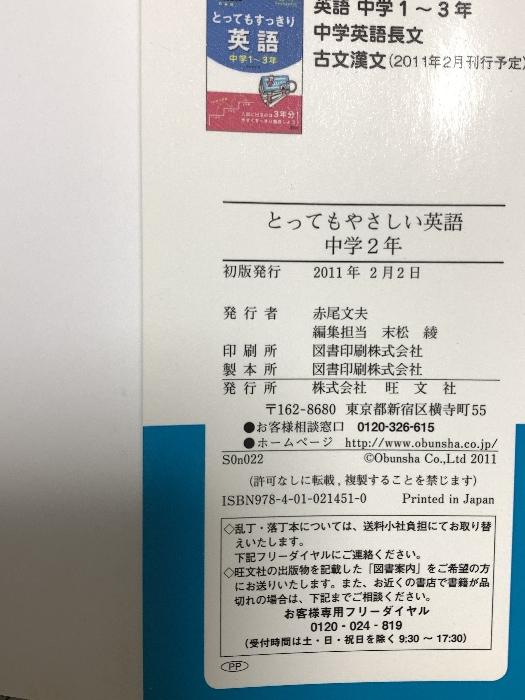 とってもすっきり
英語
中学1～3年
英語 中学1～3年
中学英語長文
古文漢文(2011年2月刊行予定)
とってもやさしい英語
中学2年
初版発行 2011年 2月2日
発行者 赤尾文夫
編集担当 末松 綾
印刷所 図書印刷株式会社
製本所 図書印刷株式会社
発行所 株式会社 旺文社
〒162-8680 東京都新宿区横寺町55
●お客様相談窓口 0120-326-615
●ホームページ http://www.obunsha.co.jp/
S0n022 ©Obunsha Co.,Ltd 2011
(許可なしに転載，複製することを禁じます)
ISBN978-4-01-021451-0 Printed in Japan
◇乱丁・落丁本については、送料小社負担にてお取り替
えいたします。
下記フリーダイヤルにご連絡ください。
◇旺文社の出版物を記載した「図書案内」をご希望の方
にお送りいたします。また、お近くの書店で書籍が品
切れの場合は、下記までご相談ください。
お客様専用フリーダイヤル
0120-024-819
(受付時間は土・日・祝日を除く9:30～17:30)
PP